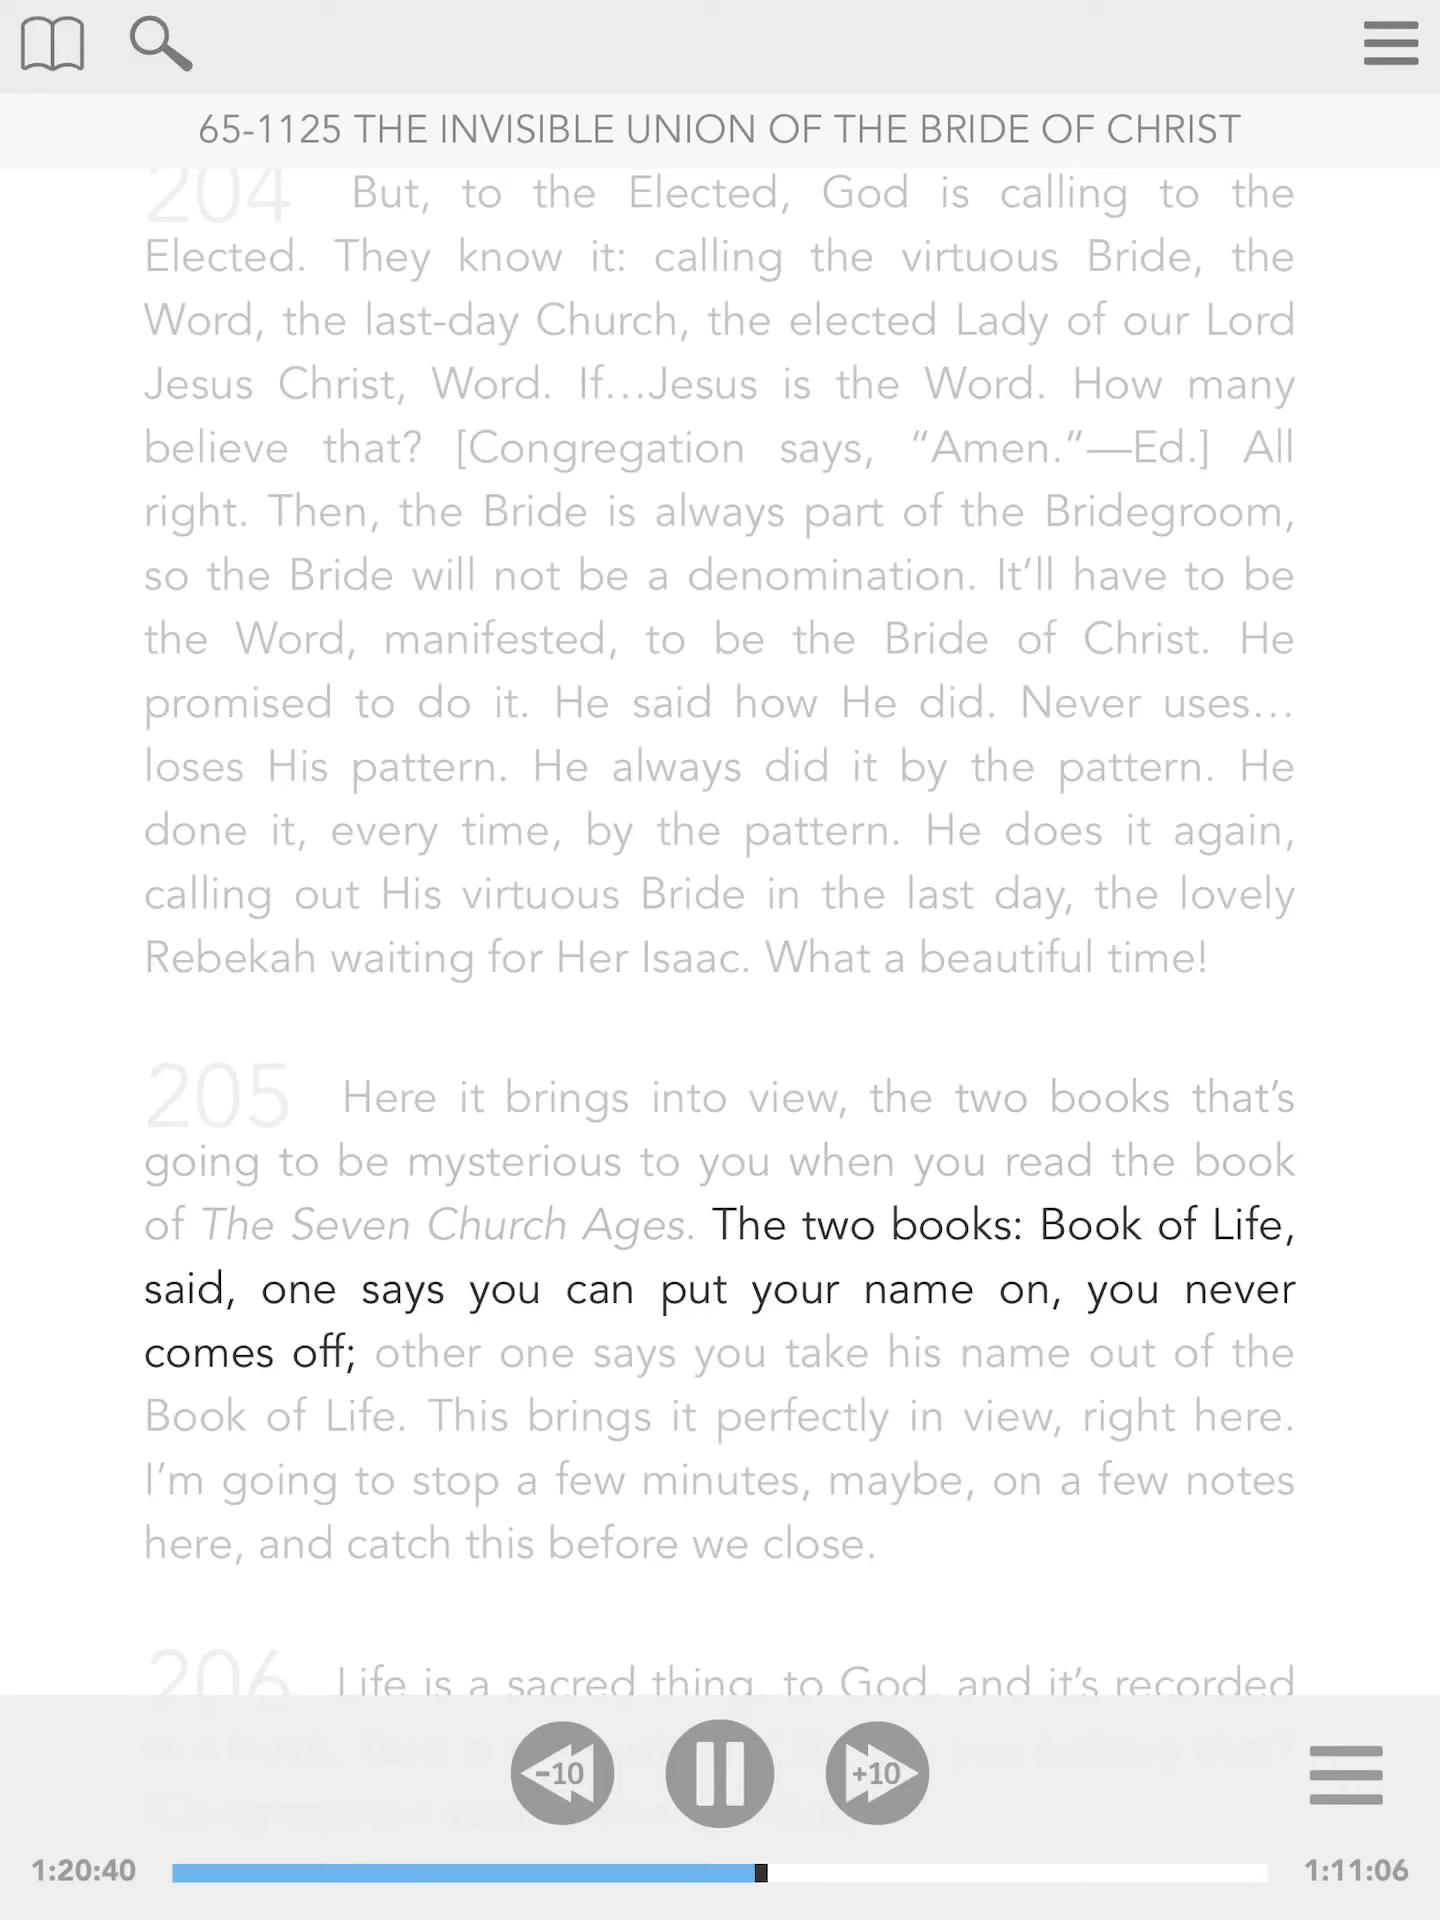 65-1125 THE INVISIBLE UNION OF THE BRIDE OF CHRIST
204 But, to the Elected, God is calling to the
Elected. They know it: calling the virtuous Bride, the
Word, the last-day Church, the elected Lady of our Lord
Jesus Christ, Word. If…Jesus is the Word. How many
believe that? [Congregation says, “Amen.”—Ed.] All
right. Then, the Bride is always part of the Bridegroom,
so the Bride will not be a denomination. It’ll have to be
the Word, manifested, to be the Bride of Christ. He
promised to do it. He said how He did. Never uses…
loses His pattern. He always did it by the pattern. He
done it, every time, by the pattern. He does it again,
calling out His virtuous Bride in the last day, the lovely
Rebekah waiting for Her Isaac. What a beautiful time!
205 Here it brings into view, the two books that’s
going to be mysterious to you when you read the book
of The Seven Church Ages. The two books: Book of Life,
said, one says you can put your name on, you never
comes off; other one says you take his name out of the
Book of Life. This brings it perfectly in view, right here.
I’m going to stop a few minutes, maybe, on a few notes
here, and catch this before we close.
206 Life is a sacred thing, to God, and it’s recorded
-10 +10
1:20:40 1:11:06